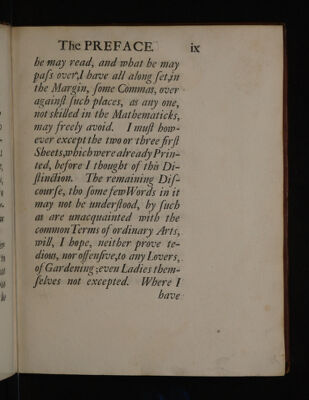 The PREFACE ix
he may read, and what he may
paſs over, I have all along ſet, in
the Margin, ſome Commas, over
againſt ſuch places, as any one,
not skilled in the Mathematicks,
may freely avoid. I muſt how-
ever except the two or three firſt
Sheets, which were already Prin-
ted, before I thought of this Di-
ſtinction. The remaining Diſ-
courſe, tho ſome few Words in it
may not be underſtood, by ſuch
as are unacquainted with the
common Terms of ordinary Arts,
will, I hope, neither prove te-
dious, nor offenſive, to any Lovers,
of Gardening; even Ladies them-
ſelves not excepted. Where I
have